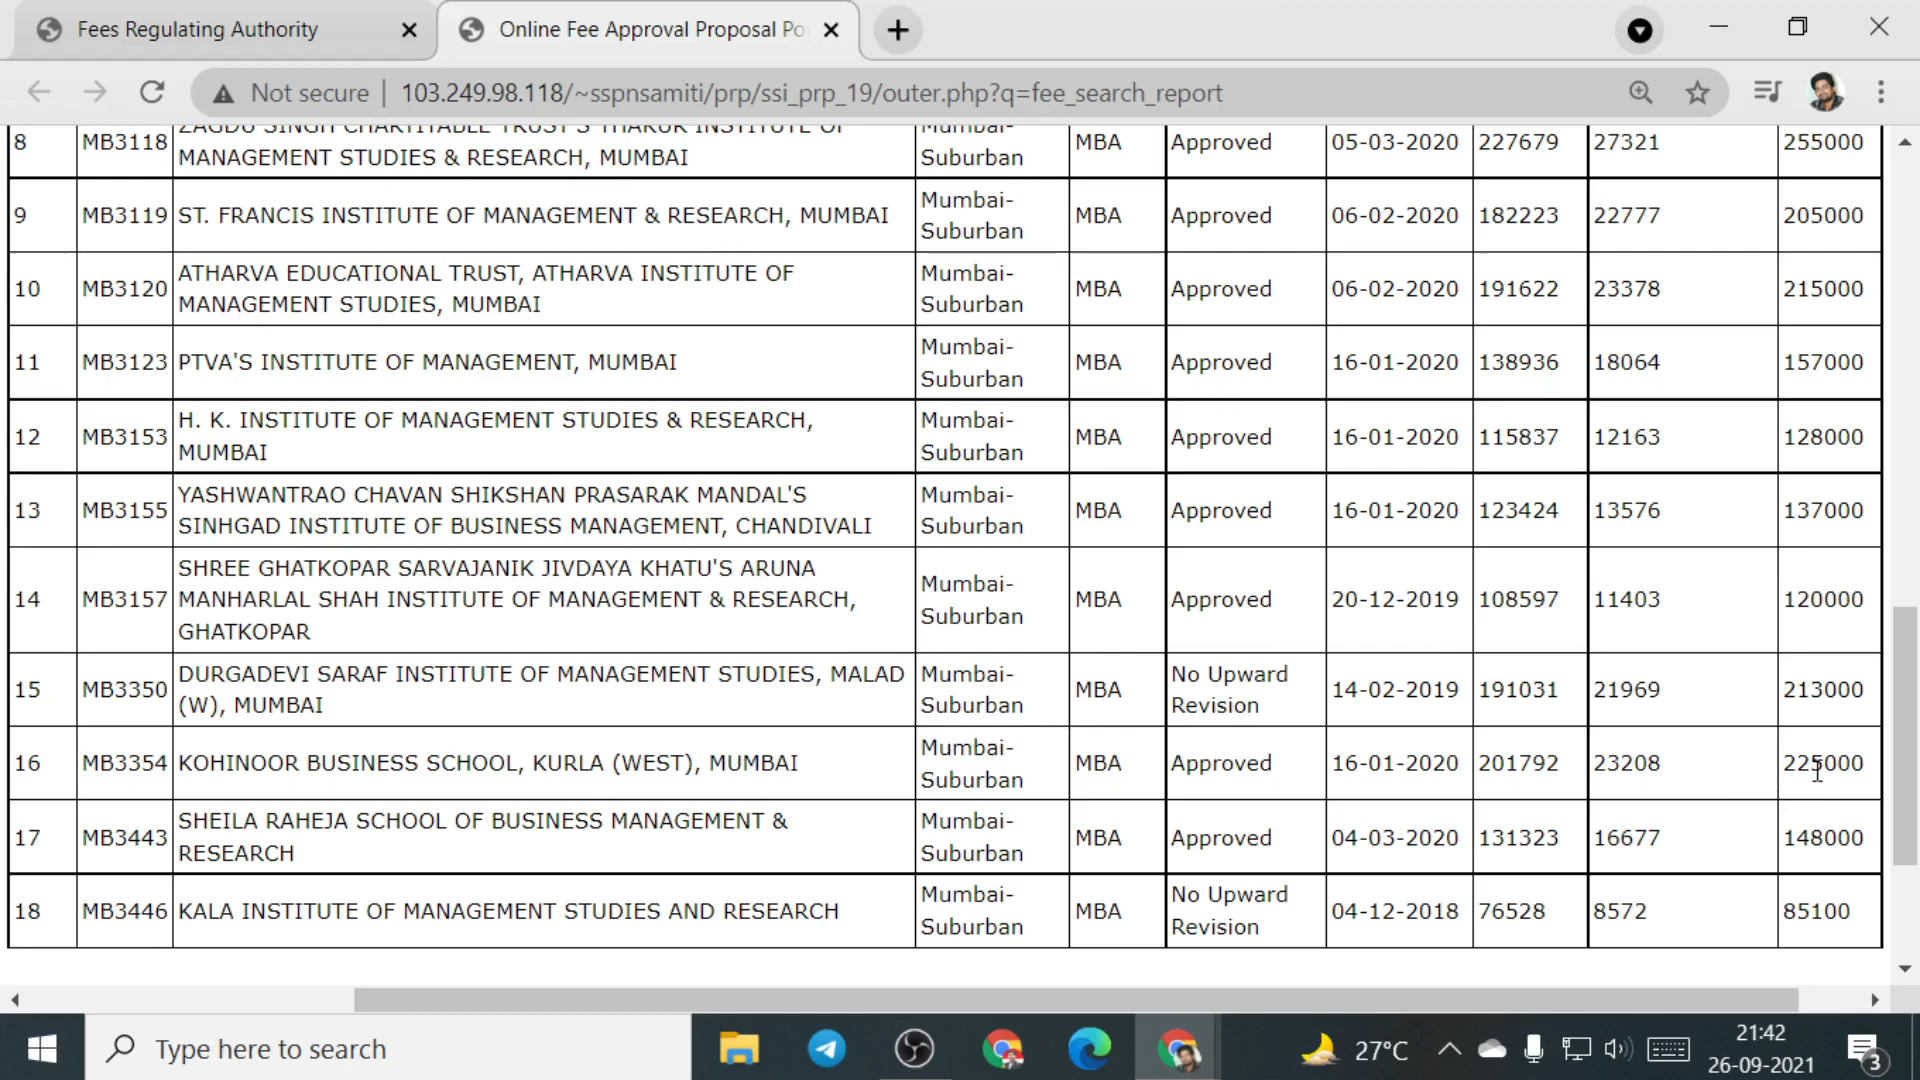 Fees Regulating Authority
Online Fee Approval Proposal Po
Not secure | 103.249.98.118/~sspnsamiti/prp/ssi_prp_19/outer.php?q=fee_search_report
8 MB3118 ZAGDU SINGH CHARITABLE TRUST'S THAKUR INSTITUTE OF MANAGEMENT STUDIES & RESEARCH, MUMBAI Mumbai-Suburban MBA Approved 05-03-2020 227679 27321 255000
9 MB3119 ST. FRANCIS INSTITUTE OF MANAGEMENT & RESEARCH, MUMBAI Mumbai-Suburban MBA Approved 06-02-2020 182223 22777 205000
10 MB3120 ATHARVA EDUCATIONAL TRUST, ATHARVA INSTITUTE OF MANAGEMENT STUDIES, MUMBAI Mumbai-Suburban MBA Approved 06-02-2020 191622 23378 215000
11 MB3123 PTVA'S INSTITUTE OF MANAGEMENT, MUMBAI Mumbai-Suburban MBA Approved 16-01-2020 138936 18064 157000
12 MB3153 H. K. INSTITUTE OF MANAGEMENT STUDIES & RESEARCH, MUMBAI Mumbai-Suburban MBA Approved 16-01-2020 115837 12163 128000
13 MB3155 YASHWANTRAO CHAVAN SHIKSHAN PRASARAK MANDAL'S SINHGAD INSTITUTE OF BUSINESS MANAGEMENT, CHANDIVALI Mumbai-Suburban MBA Approved 16-01-2020 123424 13576 137000
14 MB3157 SHREE GHATKOPAR SARVAJANIK JIVDAYA KHATU'S ARUNA MANHARLAL SHAH INSTITUTE OF MANAGEMENT & RESEARCH, GHATKOPAR Mumbai-Suburban MBA Approved 20-12-2019 108597 11403 120000
15 MB3350 DURGADEVI SARAF INSTITUTE OF MANAGEMENT STUDIES, MALAD (W), MUMBAI Mumbai-Suburban MBA No Upward Revision 14-02-2019 191031 21969 213000
16 MB3354 KOHINOOR BUSINESS SCHOOL, KURLA (WEST), MUMBAI Mumbai-Suburban MBA Approved 16-01-2020 201792 23208 225000
17 MB3443 SHEILA RAHEJA SCHOOL OF BUSINESS MANAGEMENT & RESEARCH Mumbai-Suburban MBA Approved 04-03-2020 131323 16677 148000
18 MB3446 KALA INSTITUTE OF MANAGEMENT STUDIES AND RESEARCH Mumbai-Suburban MBA No Upward Revision 04-12-2018 76528 8572 85100
Type here to search
27°C
21:42
26-09-2021
3